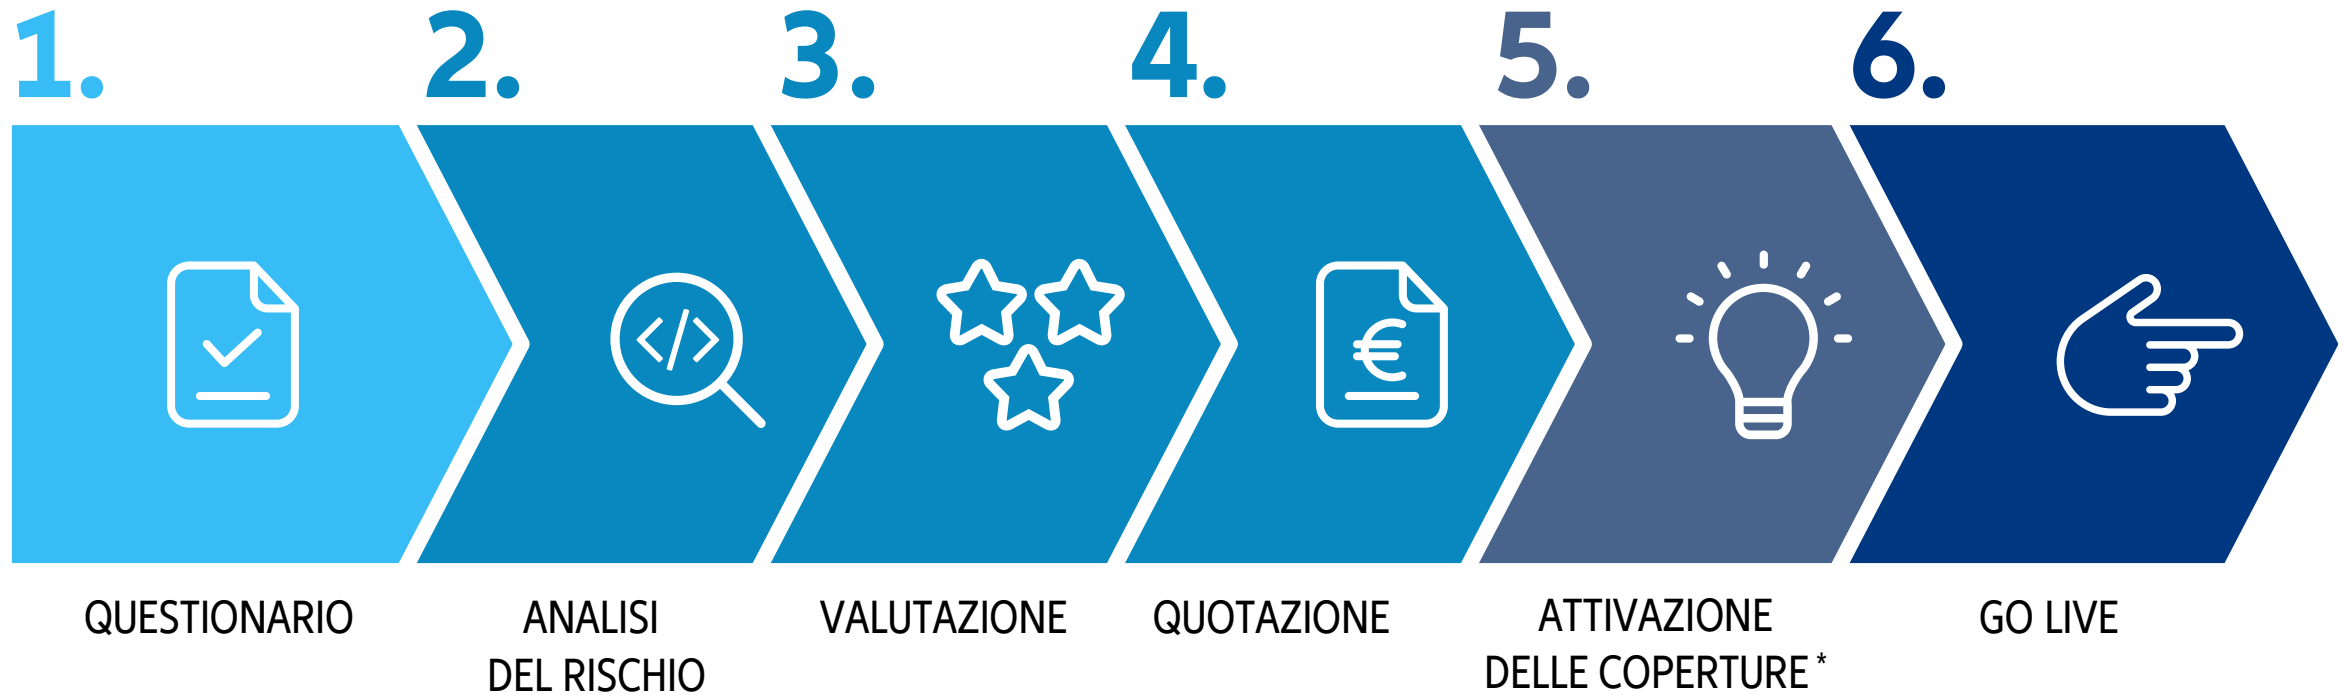 1.
2.
3.
4.
5.
6.
QUESTIONARIO
ANALISI
DEL RISCHIO
VALUTAZIONE
QUOTAZIONE
ATTIVAZIONE
DELLE COPERTURE *
GO LIVE